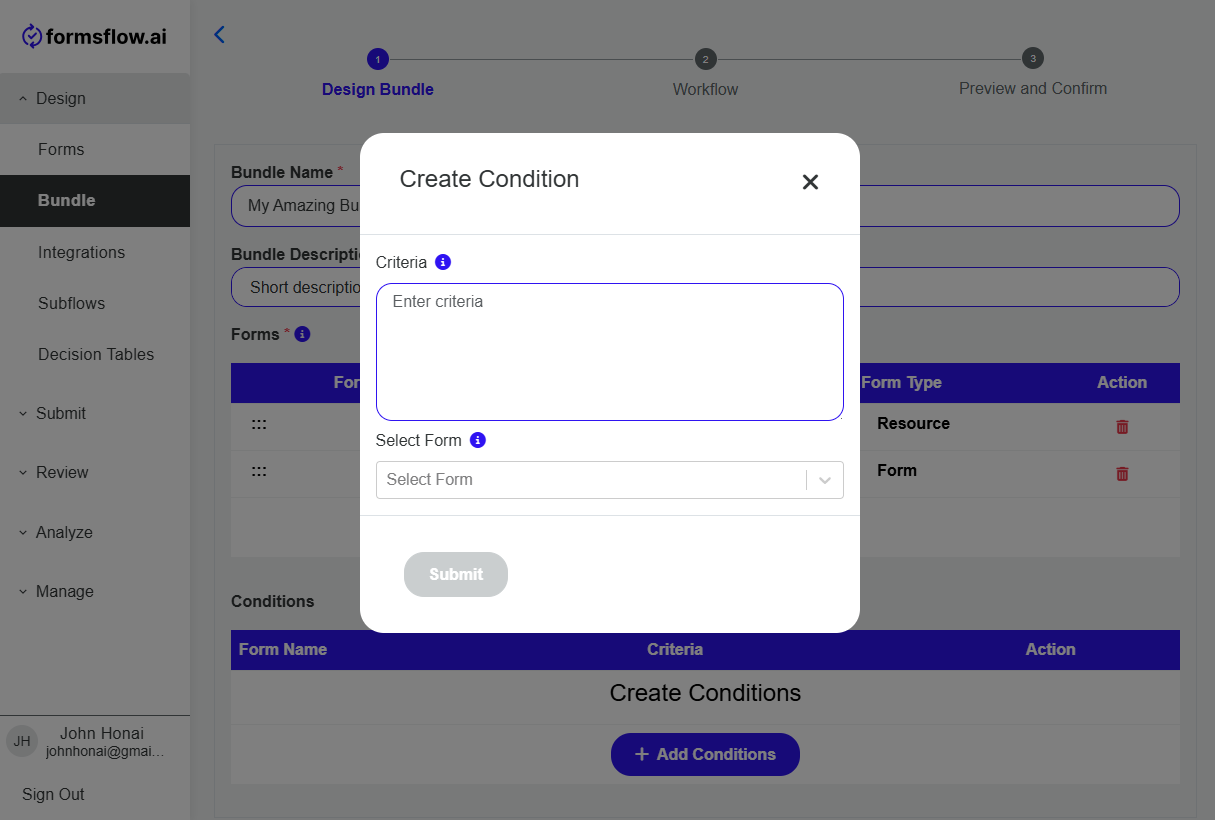 formsflow.ai
Design
Forms
Bundle
Integrations
Subflows
Decision Tables
Submit
Review
Analyze
Manage
JH
John Honai
johnhonai@gmai...
Sign Out
1
2
3
Design Bundle
Workflow
Preview and Confirm
Bundle Name *
My Amazing Bu
Bundle Descriptio
Short descriptio
Forms * i
For
Form Type
Action
::: Resource
::: Form
Create Condition
Criteria i
Enter criteria
Select Form i
Select Form
Submit
Conditions
Form Name
Criteria
Action
Create Conditions
+ Add Conditions